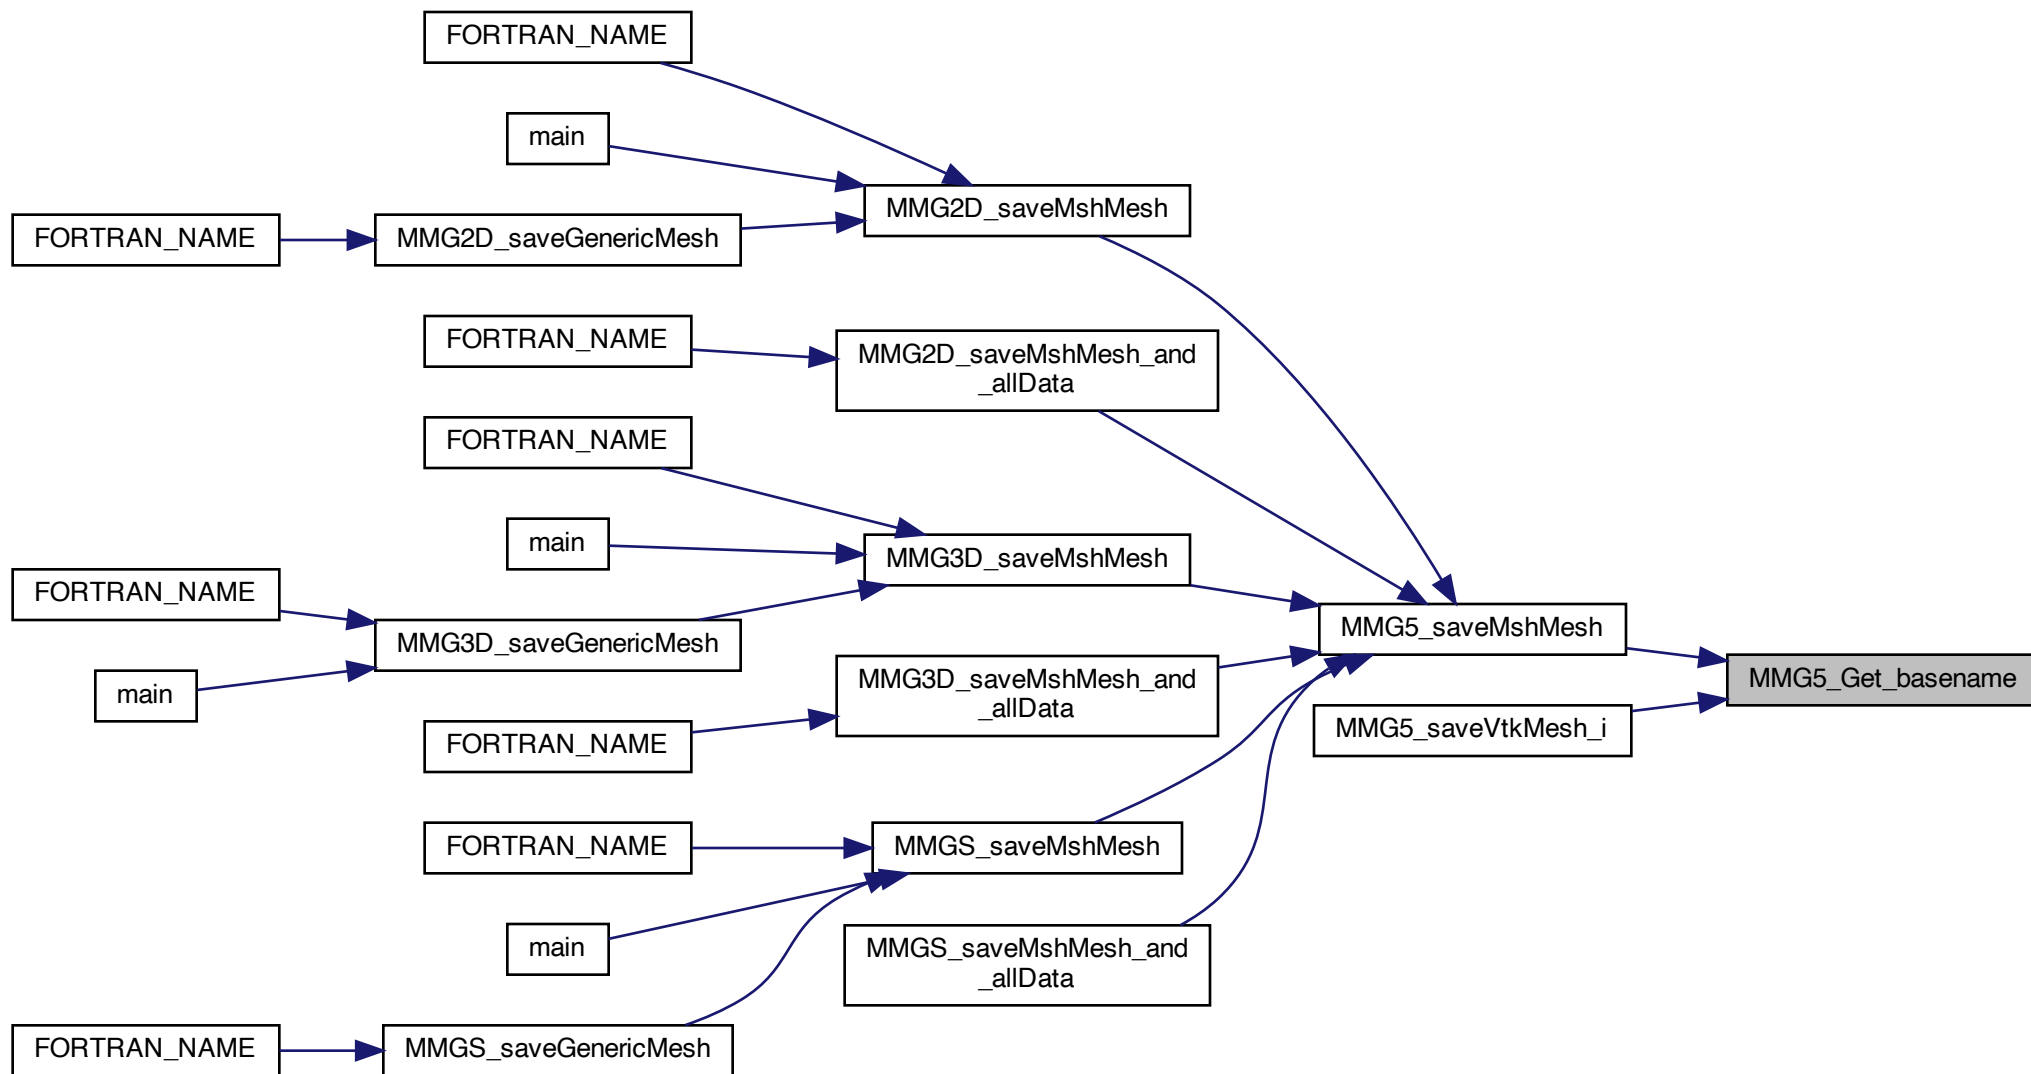 FORTRAN_NAME
main
MMG2D_saveMshMesh
FORTRAN_NAME
MMG2D_saveGenericMesh
FORTRAN_NAME
MMG2D_saveMshMesh_and
_allData
FORTRAN_NAME
main
MMG3D_saveMshMesh
FORTRAN_NAME
MMG3D_saveGenericMesh
main
MMG5_saveMshMesh
MMG5_Get_basename
MMG3D_saveMshMesh_and
_allData
FORTRAN_NAME
MMG5_saveVtkMesh_i
FORTRAN_NAME
MMGS_saveMshMesh
main
MMGS_saveMshMesh_and
_allData
FORTRAN_NAME
MMGS_saveGenericMesh